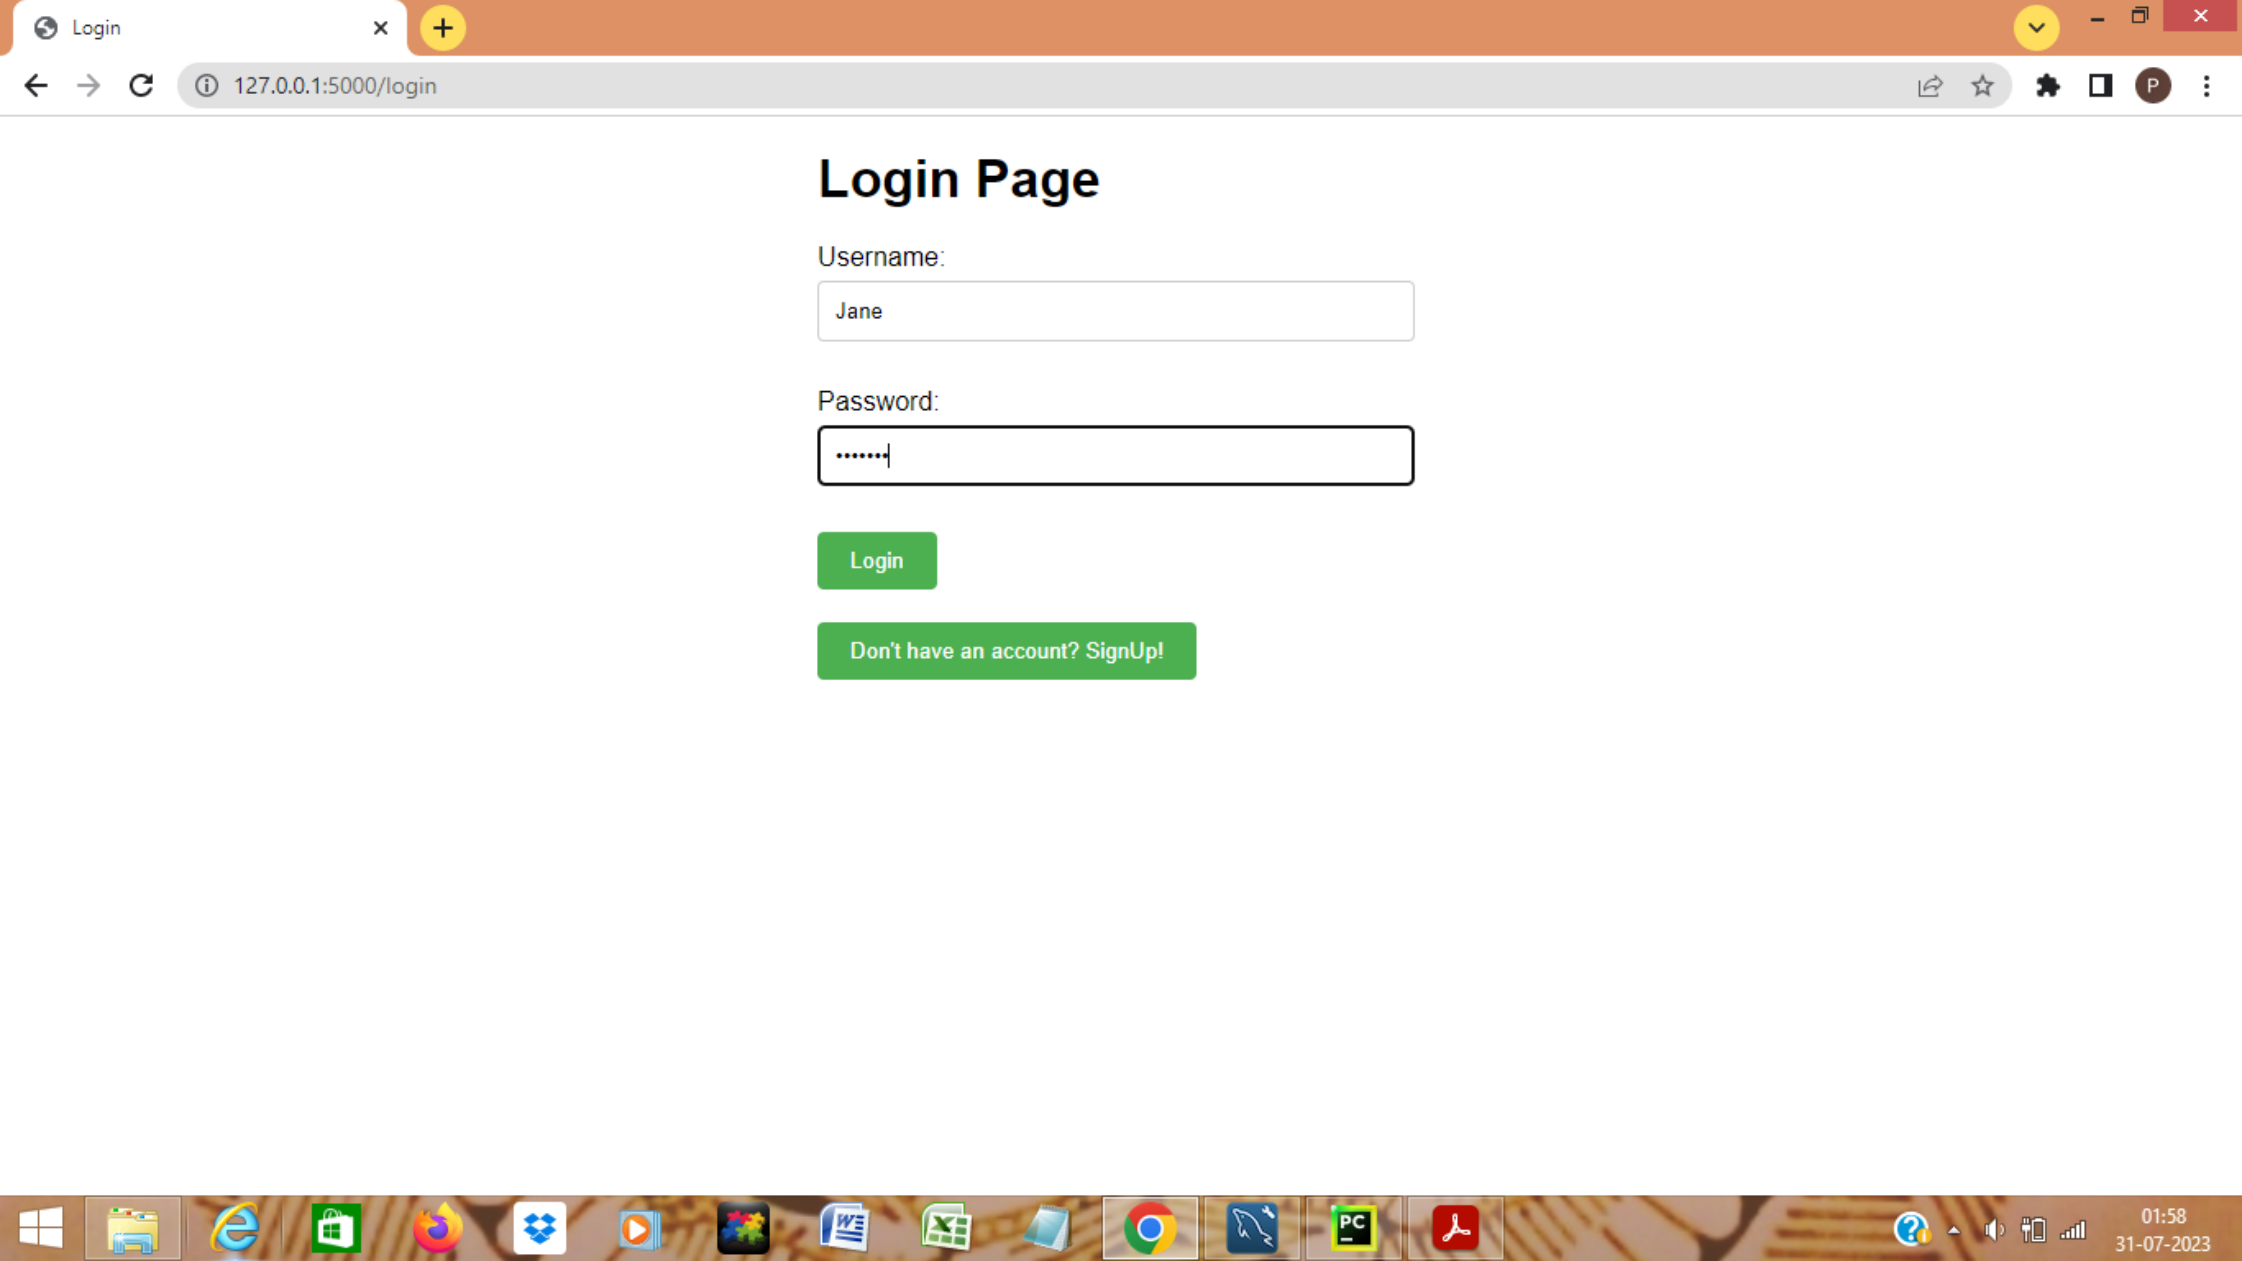 Login
127.0.0.1:5000/login
P
Login Page
Username:
Jane
Password:
•••••••
Login
Don't have an account? SignUp!
W
X
PC
01:58
31-07-2023